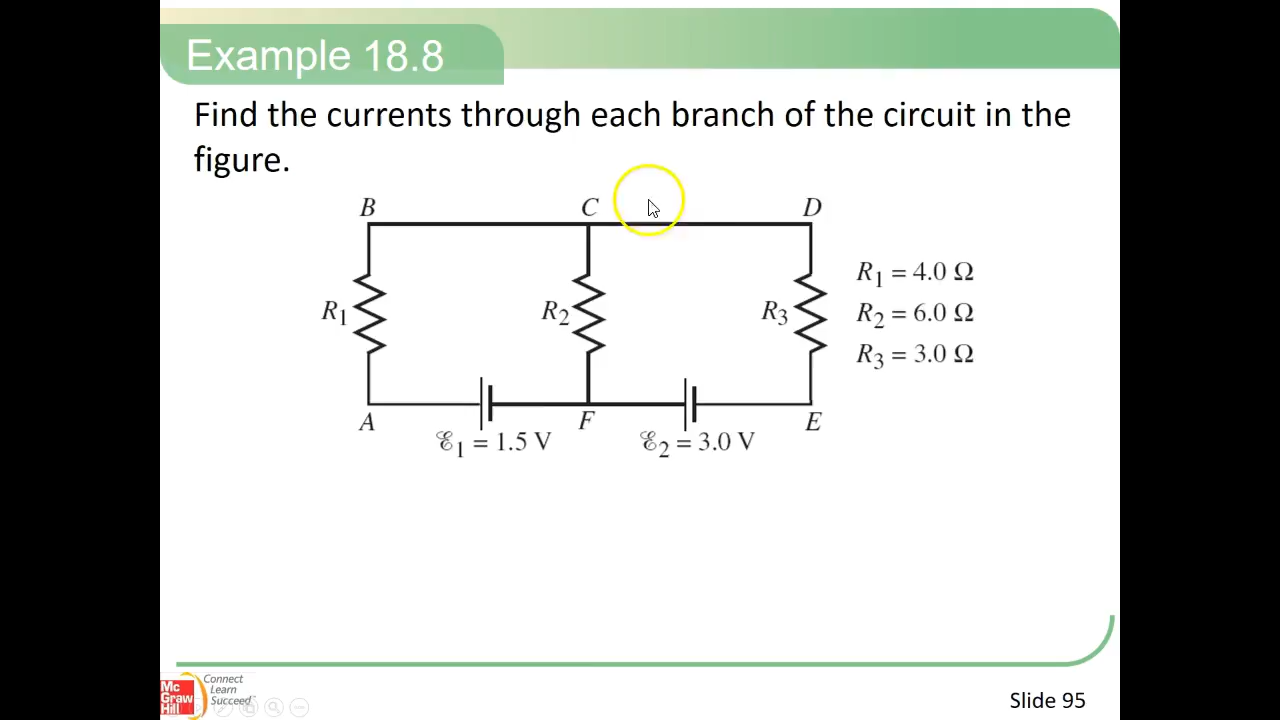 Example 18.8
Find the currents through each branch of the circuit in the
figure.
B
C
D
R1
R2
R3
R1 = 4.0 Ω
R2 = 6.0 Ω
R3 = 3.0 Ω
A
F
E
ℰ1 = 1.5 V
ℰ2 = 3.0 V
Mc
Graw
Hill
Connect
Learn
Succeed™
Slide 95